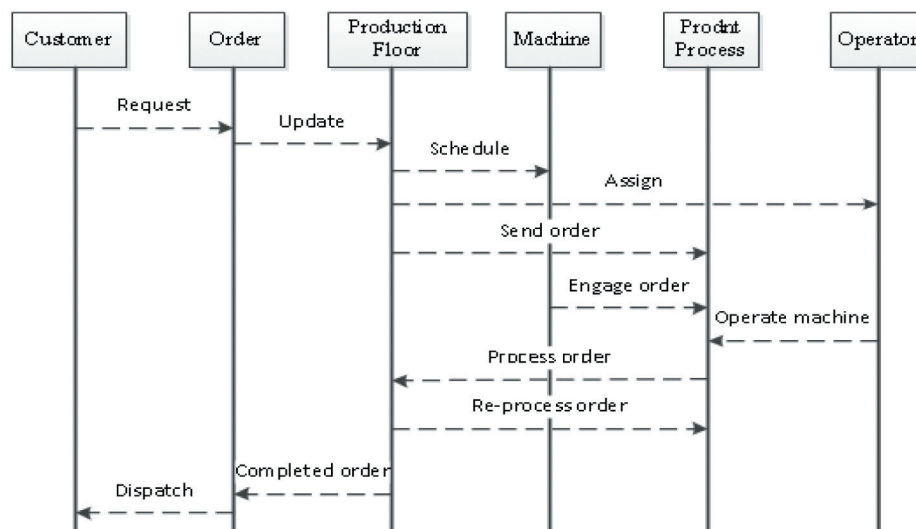 Customer
Order
Production
Floor
Machine
Prodnt
Process
Operator
Request
Update
Schedule
Assign
Send order
Engage order
Operate machine
Process order
Re-process order
Completed order
Dispatch